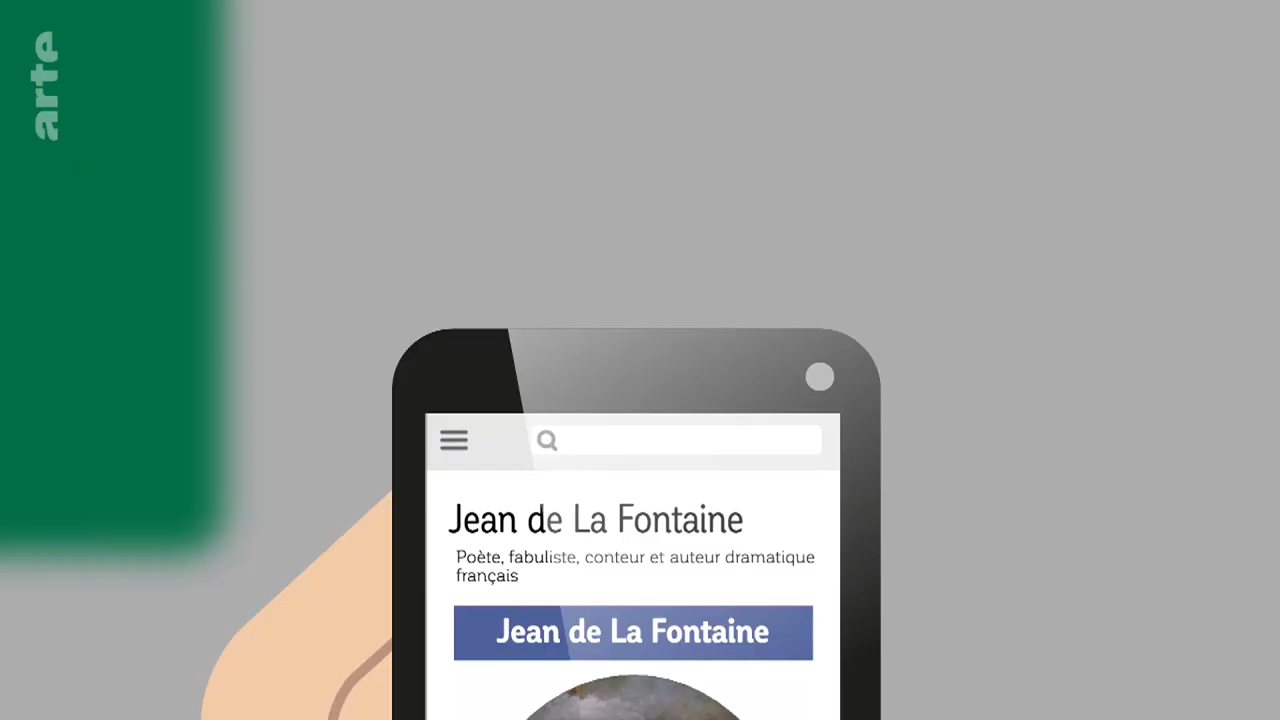 arte
Jean de La Fontaine
Poète, fabuliste, conteur et auteur dramatique
français
Jean de La Fontaine